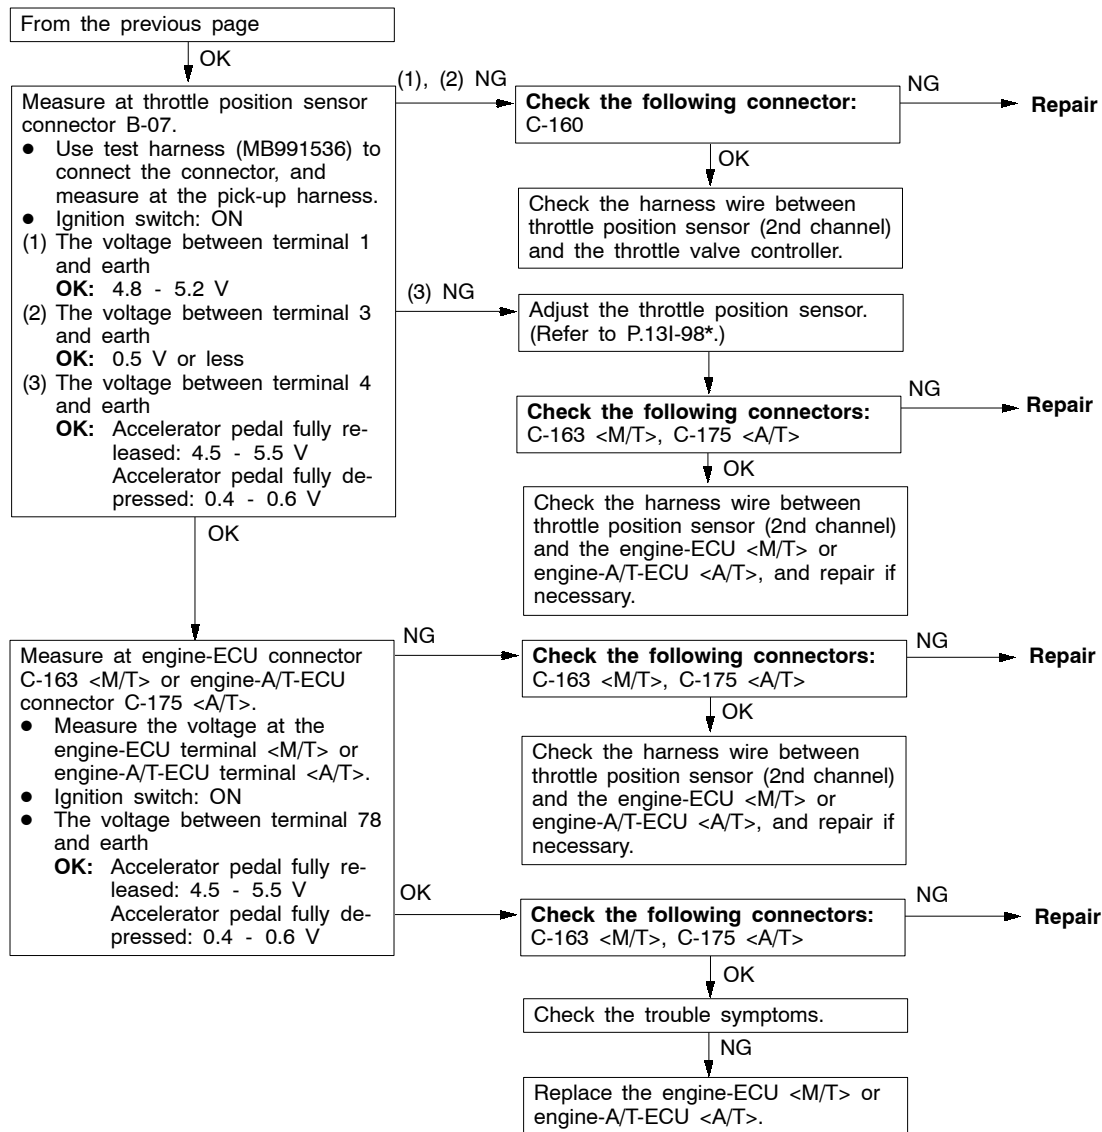 From the previous page
OK
Measure at throttle position sensor
connector B-07.
● Use test harness (MB991536) to
connect the connector, and
measure at the pick-up harness.
● Ignition switch: ON
(1) The voltage between terminal 1
and earth
OK: 4.8 - 5.2 V
(2) The voltage between terminal 3
and earth
OK: 0.5 V or less
(3) The voltage between terminal 4
and earth
OK: Accelerator pedal fully re-
leased: 4.5 - 5.5 V
Accelerator pedal fully de-
pressed: 0.4 - 0.6 V
(1), (2) NG
Check the following connector:
C-160
NG
Repair
OK
Check the harness wire between
throttle position sensor (2nd channel)
and the throttle valve controller.
(3) NG
Adjust the throttle position sensor.
(Refer to P.13I-98*.)
Check the following connectors:
C-163 <M/T>, C-175 <A/T>
NG
Repair
OK
Check the harness wire between
throttle position sensor (2nd channel)
and the engine-ECU <M/T> or
engine-A/T-ECU <A/T>, and repair if
necessary.
OK
Measure at engine-ECU connector
C-163 <M/T> or engine-A/T-ECU
connector C-175 <A/T>.
● Measure the voltage at the
engine-ECU terminal <M/T> or
engine-A/T-ECU terminal <A/T>.
● Ignition switch: ON
● The voltage between terminal 78
and earth
OK: Accelerator pedal fully re-
leased: 4.5 - 5.5 V
Accelerator pedal fully de-
pressed: 0.4 - 0.6 V
NG
Check the following connectors:
C-163 <M/T>, C-175 <A/T>
NG
Repair
OK
Check the harness wire between
throttle position sensor (2nd channel)
and the engine-ECU <M/T> or
engine-A/T-ECU <A/T>, and repair if
necessary.
OK
Check the following connectors:
C-163 <M/T>, C-175 <A/T>
NG
Repair
OK
Check the trouble symptoms.
NG
Replace the engine-ECU <M/T> or
engine-A/T-ECU <A/T>.